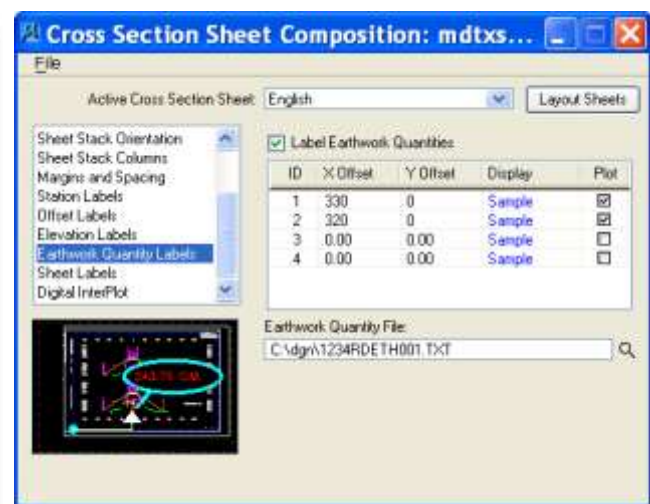 Cross Section Sheet Composition: mdtxs...
File
Active Cross Section Sheet: English
Layout Sheets
Sheet Stack Orientation
Sheet Stack Columns
Margins and Spacing
Station Labels
Offset Labels
Elevation Labels
Earthwork Quantity Labels
Sheet Labels
Digital InterPlot
Label Earthwork Quantities
ID X Offset Y Offset Display Plot
1 330 0 Sample
2 320 0 Sample
3 0.00 0.00 Sample
4 0.00 0.00 Sample
Earthwork Quantity File:
C:\dgn\1234RDETH001.TXT